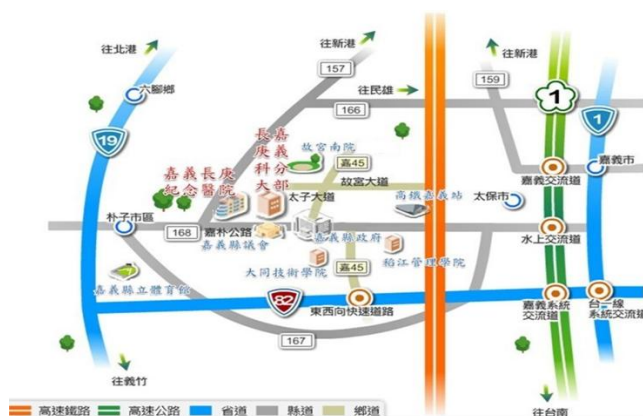 往北港
往新港
往新港
157
159
六腳鄉
往民雄
166
1
19
1
嘉義長庚
紀念醫院
長庚科大
嘉義分部
故宮南院
嘉45
故宮大道
嘉義市
嘉義交流道
太子大道
高鐵嘉義站
太保市
朴子市區
168
嘉朴公路
嘉義縣議會
嘉義縣政府
水上交流道
大同技術學院
嘉45
稻江管理學院
嘉義縣立體育館
82
東西向快速道路
嘉義系統
交流道
台一線
系統交流道
167
往義竹
往台南
高速鐵路
高速公路
省道
縣道
鄉道